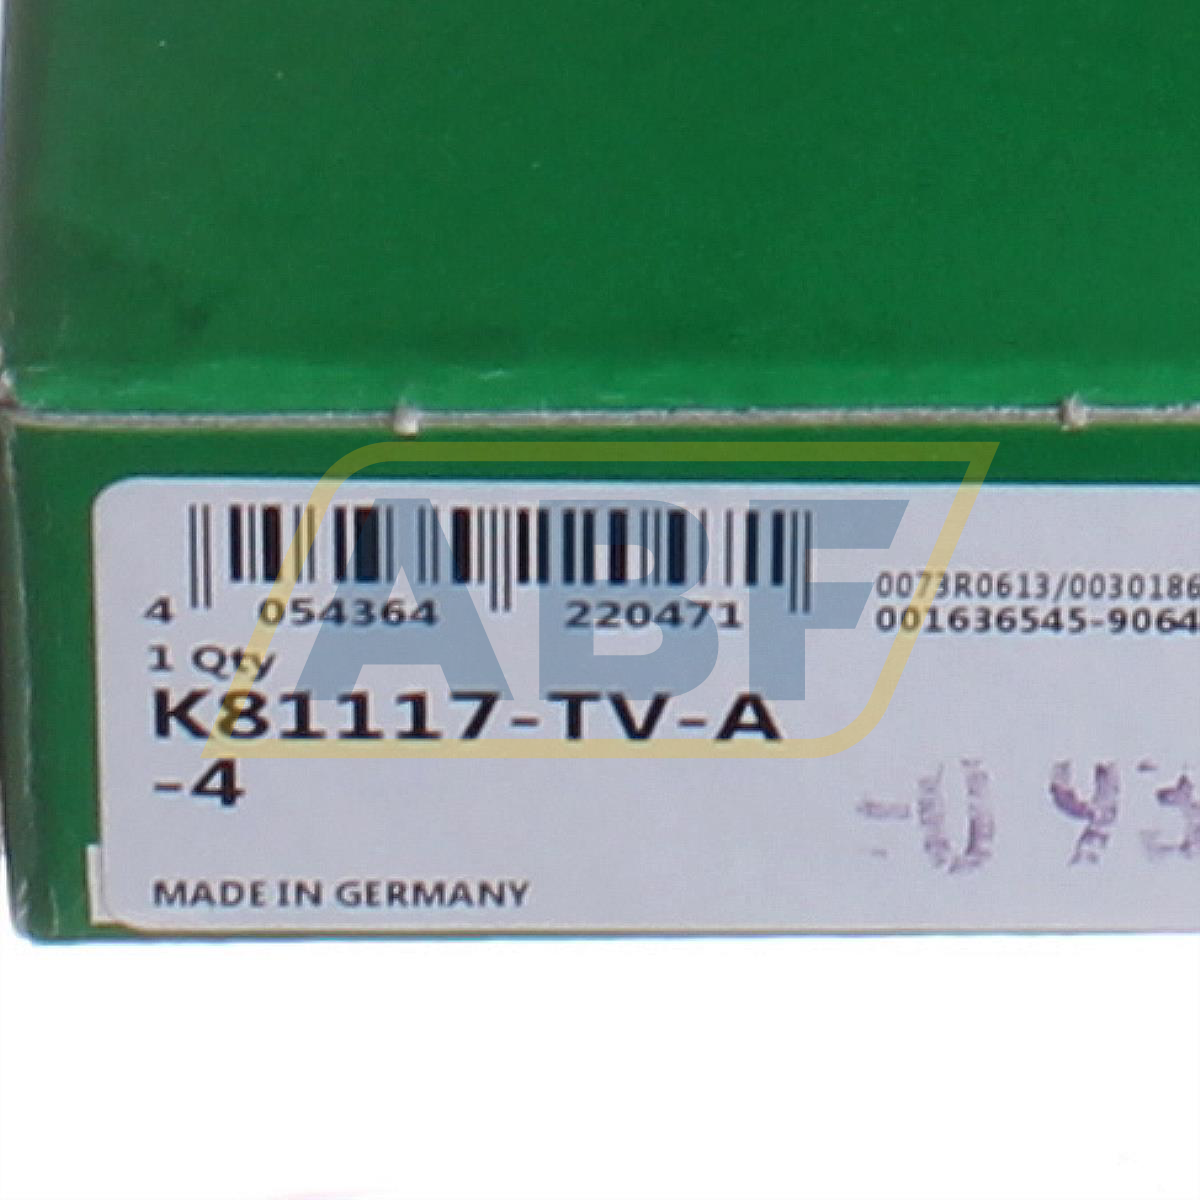 4 054364 220471
0073R0613/0030186
001636545-9064
1 Qty
K81117-TV-A
-4
MADE IN GERMANY
ABF